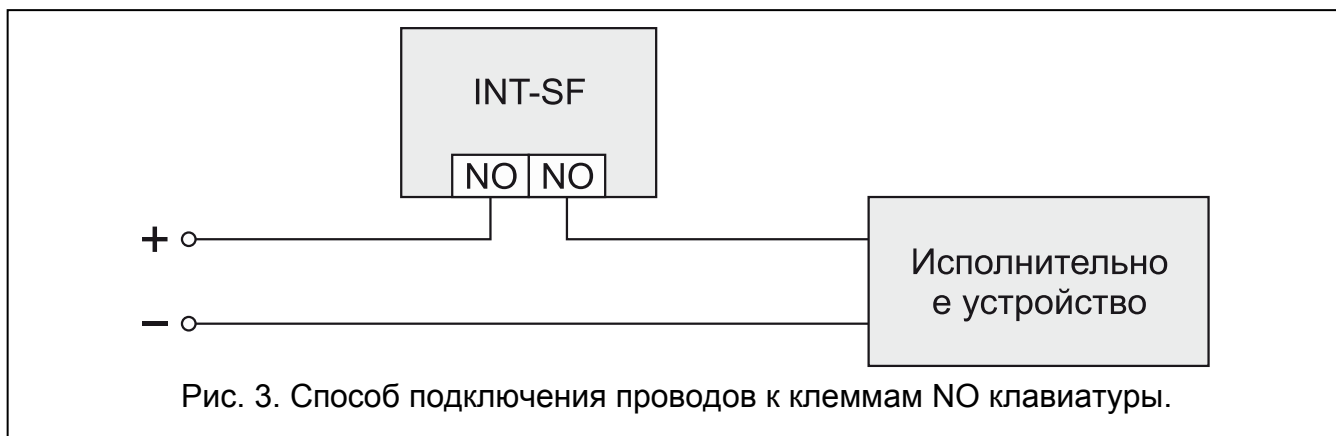 INT-SF
NO NO
+
Исполнительно
е устройство
−
Рис. 3. Способ подключения проводов к клеммам NO клавиатуры.